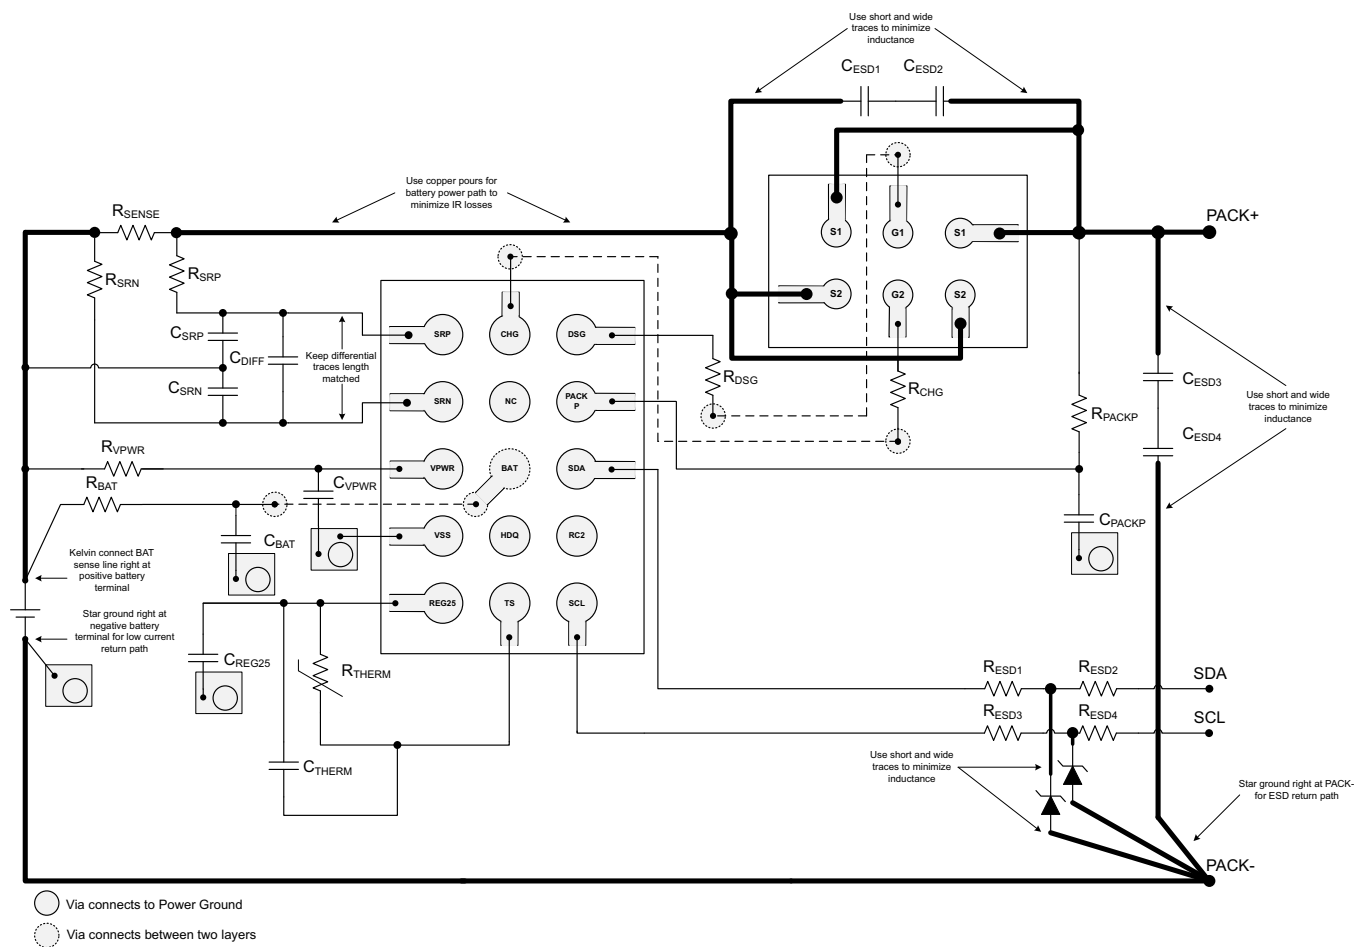 Use short and wide
traces to minimize
inductance
CESD1
CESD2
Use copper pours for
battery power path to
minimize IR losses
RSENSE
PACK+
S1
G1
S1
RSRN
RSRP
S2
G2
S2
CSRP
CDIFF
CSRN
Keep differential
traces length
matched
SRP
CHG
DSG
RDSG
RCHG
CESD3
Use short and wide
traces to minimize
inductance
SRN
NC
PACK
P
RPACKP
CESD4
RVPWR
VPWR
BAT
SDA
RBAT
CVPWR
CPACKP
CBAT
VSS
HDQ
RC2
Kelvin connect BAT
sense line right at
positive battery
terminal
Star ground right at
negative battery
terminal for low current
return path
REG25
TS
SCL
CREG25
RTHERM
RESD1
RESD2
SDA
RESD3
RESD4
SCL
CTHERM
Use short and wide
traces to minimize
inductance
Star ground right at PACK-
for ESD return path
PACK-
Via connects to Power Ground
Via connects between two layers